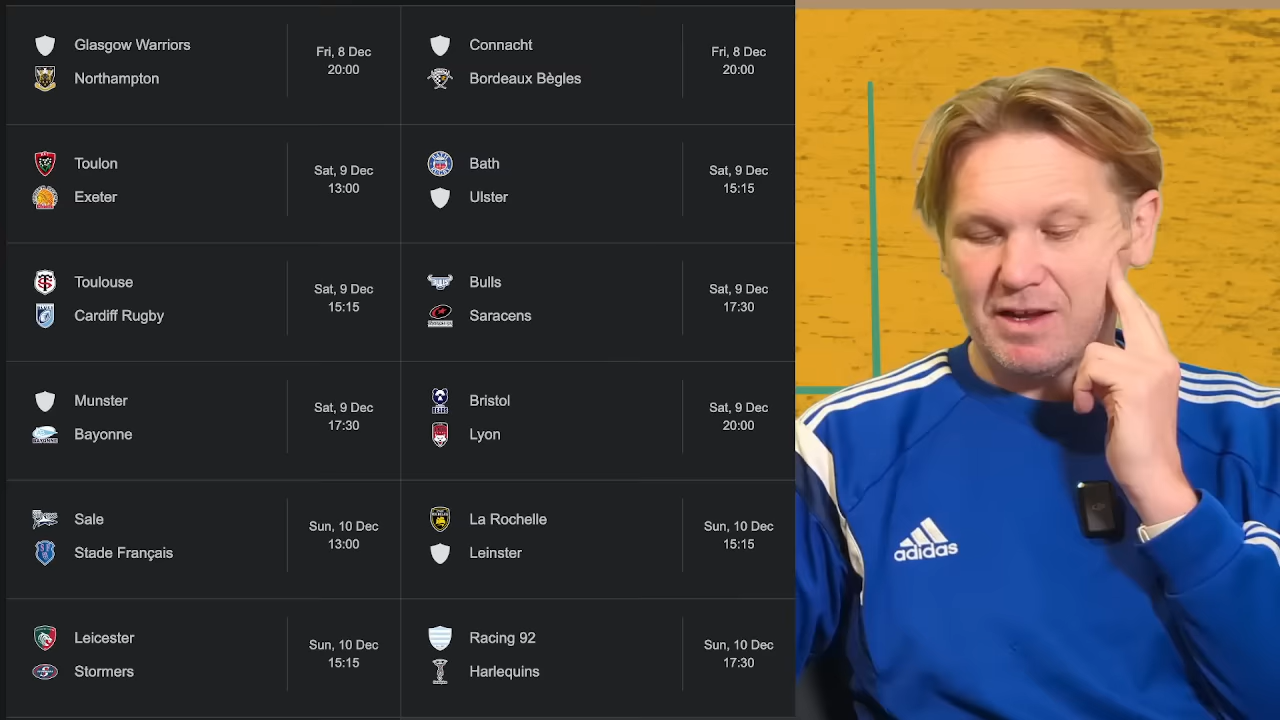 Glasgow Warriors
Northampton
Fri, 8 Dec
20:00
Connacht
Bordeaux Bègles
Fri, 8 Dec
20:00
Toulon
Exeter
Sat, 9 Dec
13:00
Bath
Ulster
Sat, 9 Dec
15:15
Toulouse
Cardiff Rugby
Sat, 9 Dec
15:15
Bulls
Saracens
Sat, 9 Dec
17:30
Munster
Bayonne
Sat, 9 Dec
17:30
Bristol
Lyon
Sat, 9 Dec
20:00
Sale
Stade Français
Sun, 10 Dec
13:00
La Rochelle
Leinster
Sun, 10 Dec
15:15
Leicester
Stormers
Sun, 10 Dec
15:15
Racing 92
Harlequins
Sun, 10 Dec
17:30
adidas